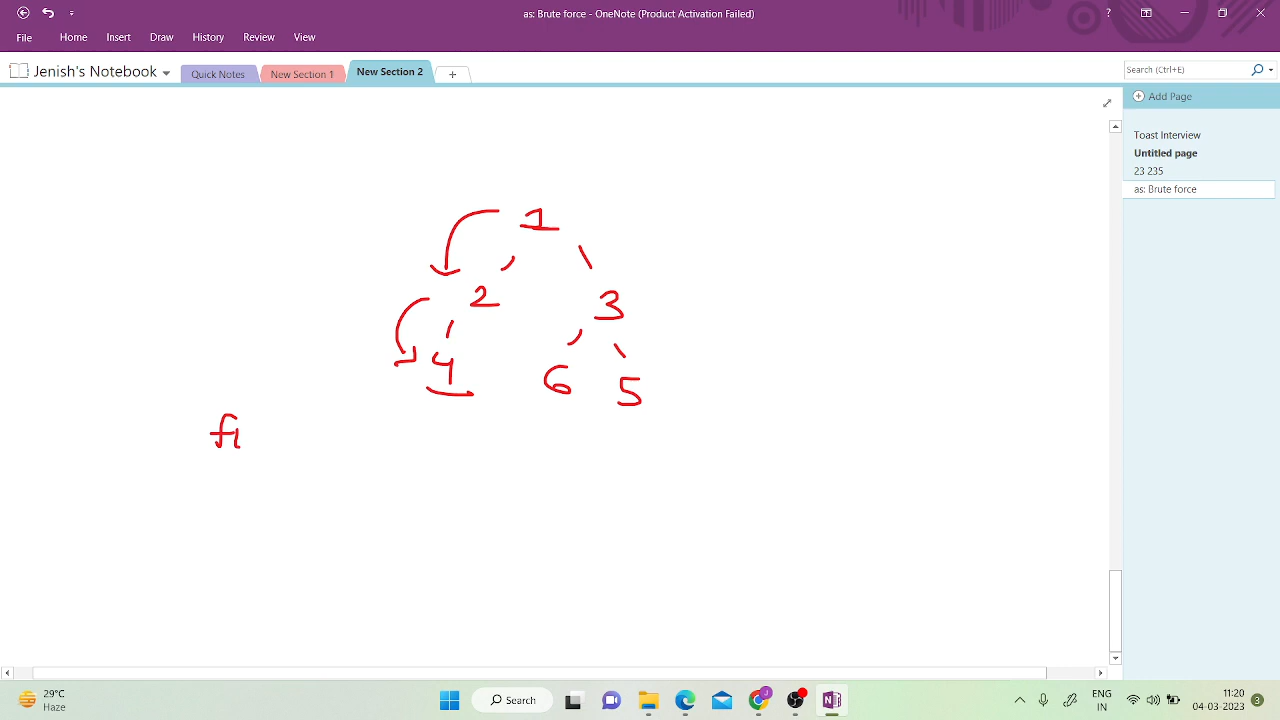 as: Brute force - OneNote (Product Activation Failed)
?
File Home Insert Draw History Review View
Jenish's Notebook Quick Notes New Section 1 New Section 2
Search (Ctrl+E)
Add Page
Toast Interview
Untitled page
23 235
as: Brute force
1
2 3
4 6 5
fi
29°C
Haze
Search
ENG
IN
11:20
04-03-2023
3